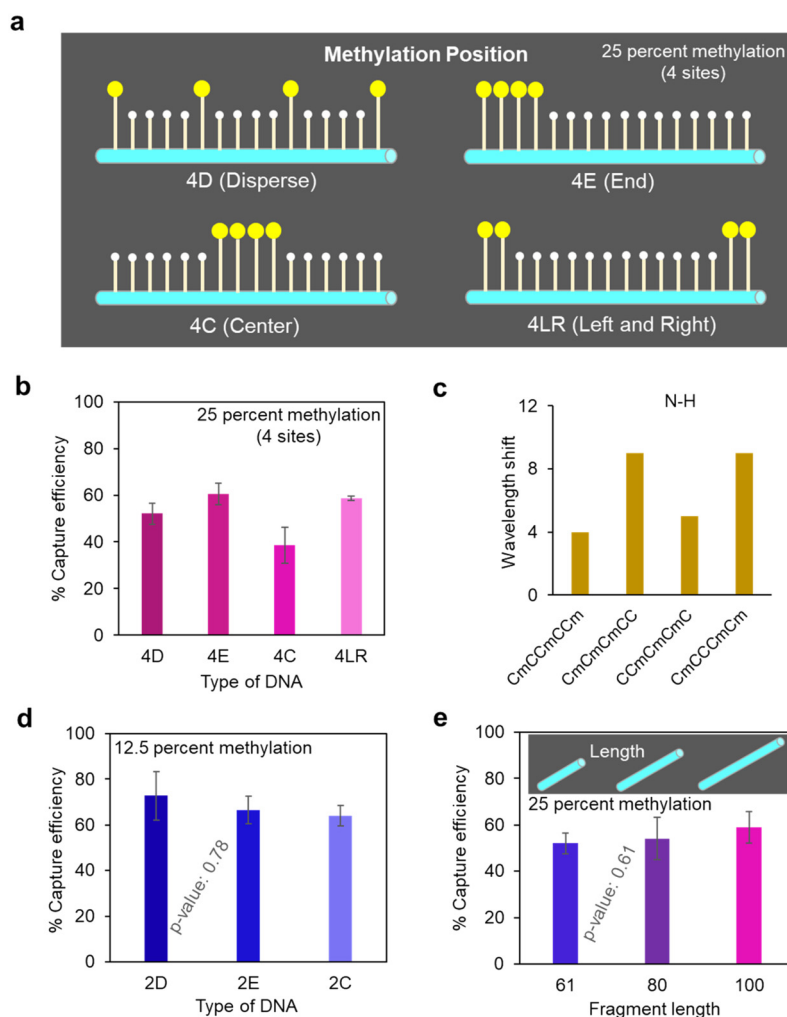 a
Methylation Position
25 percent methylation
(4 sites)
4D (Disperse)
4E (End)
4C (Center)
4LR (Left and Right)
b
% Capture efficiency
100
80
60
40
20
0
25 percent methylation
(4 sites)
4D 4E 4C 4LR
Type of DNA
c
N-H
Wavelength shift
12
8
4
0
CmCCmCCm
CmCmCmCC
CCmCmCmC
CmCCCmCm
d
% Capture efficiency
100
80
60
40
20
0
12.5 percent methylation
p-value: 0.78
2D 2E 2C
Type of DNA
e
% Capture efficiency
100
80
60
40
20
0
Length
25 percent methylation
p-value: 0.61
61 80 100
Fragment length